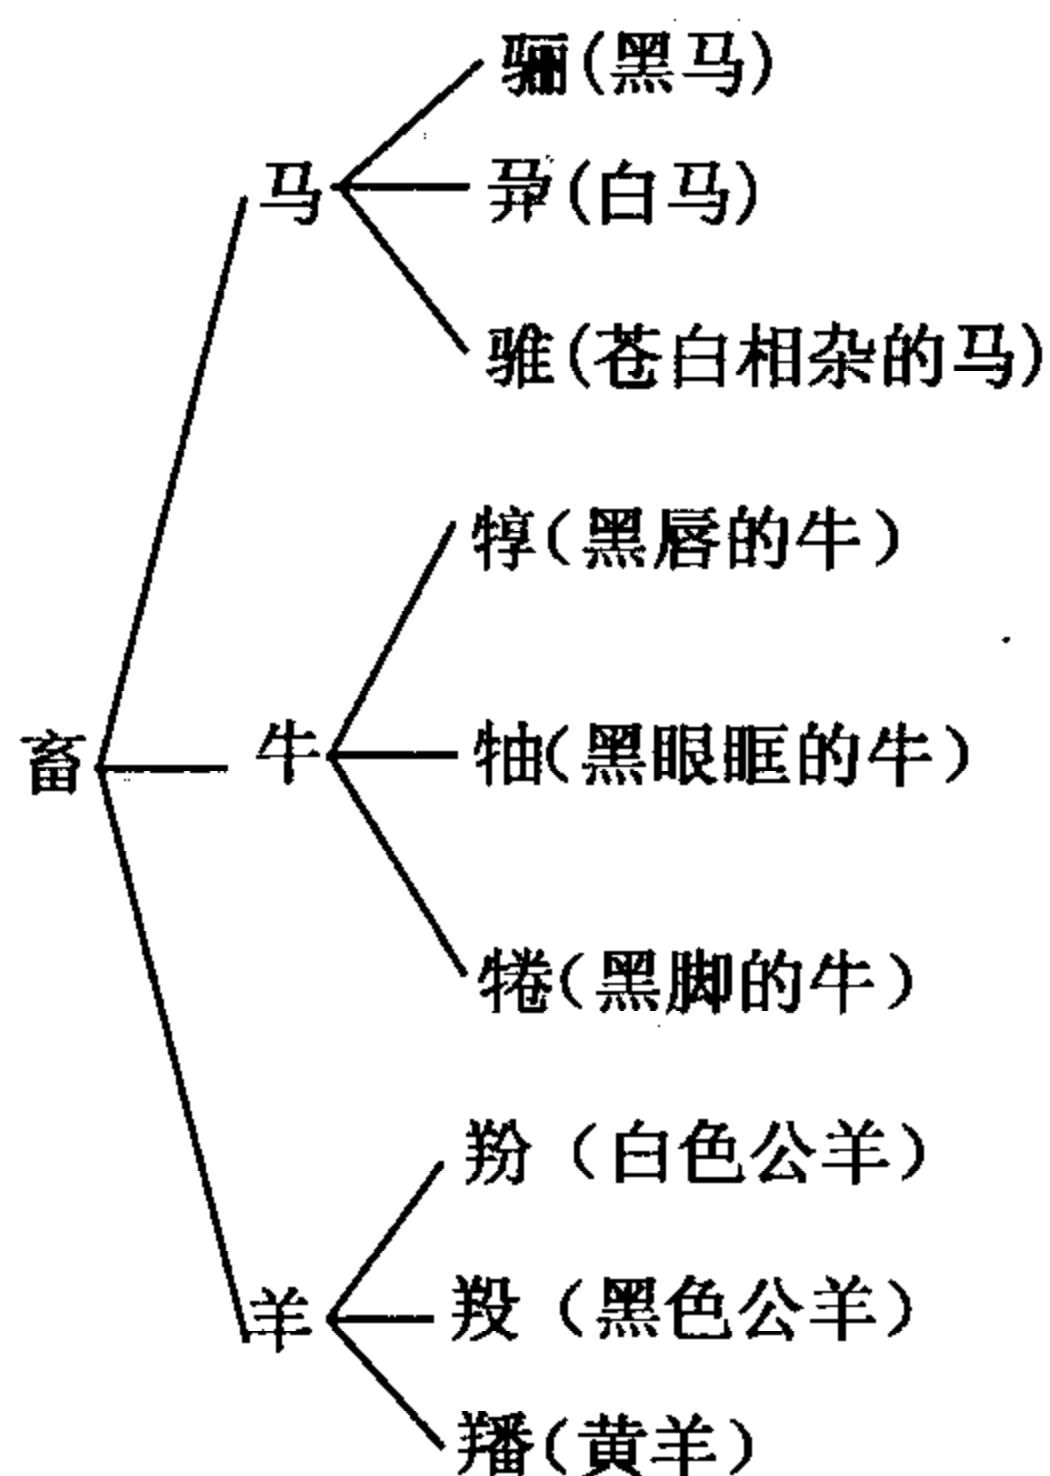 畜
马
骊(黑马)
(白马)
骓(苍白相杂的马)
牛
犉(黑唇的牛)
牰(黑眼眶的牛)
犈(黑脚的牛)
羊
羒(白色公羊)
羖(黑色公羊)
羳(黄羊)